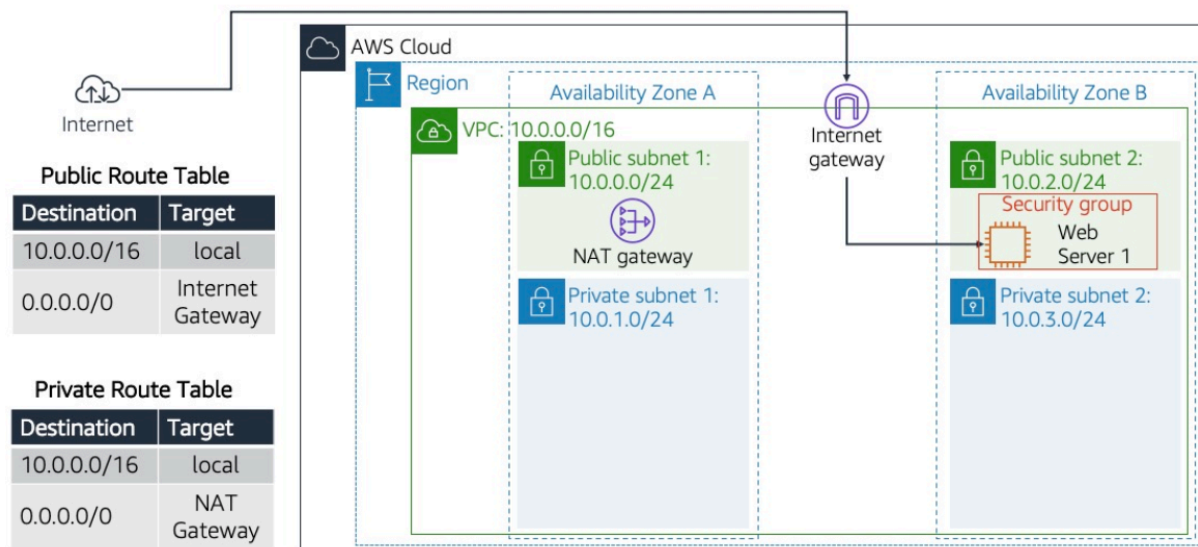 AWS Cloud
Region
Availability Zone A
Availability Zone B
Internet
VPC: 10.0.0.0/16
Internet
gateway
Public subnet 1:
10.0.0.0/24
NAT gateway
Public subnet 2:
10.0.2.0/24
Security group
Web
Server 1
Private subnet 1:
10.0.1.0/24
Private subnet 2:
10.0.3.0/24
Public Route Table
Destination Target
10.0.0.0/16 local
0.0.0.0/0 Internet
Gateway
Private Route Table
Destination Target
10.0.0.0/16 local
0.0.0.0/0 NAT
Gateway